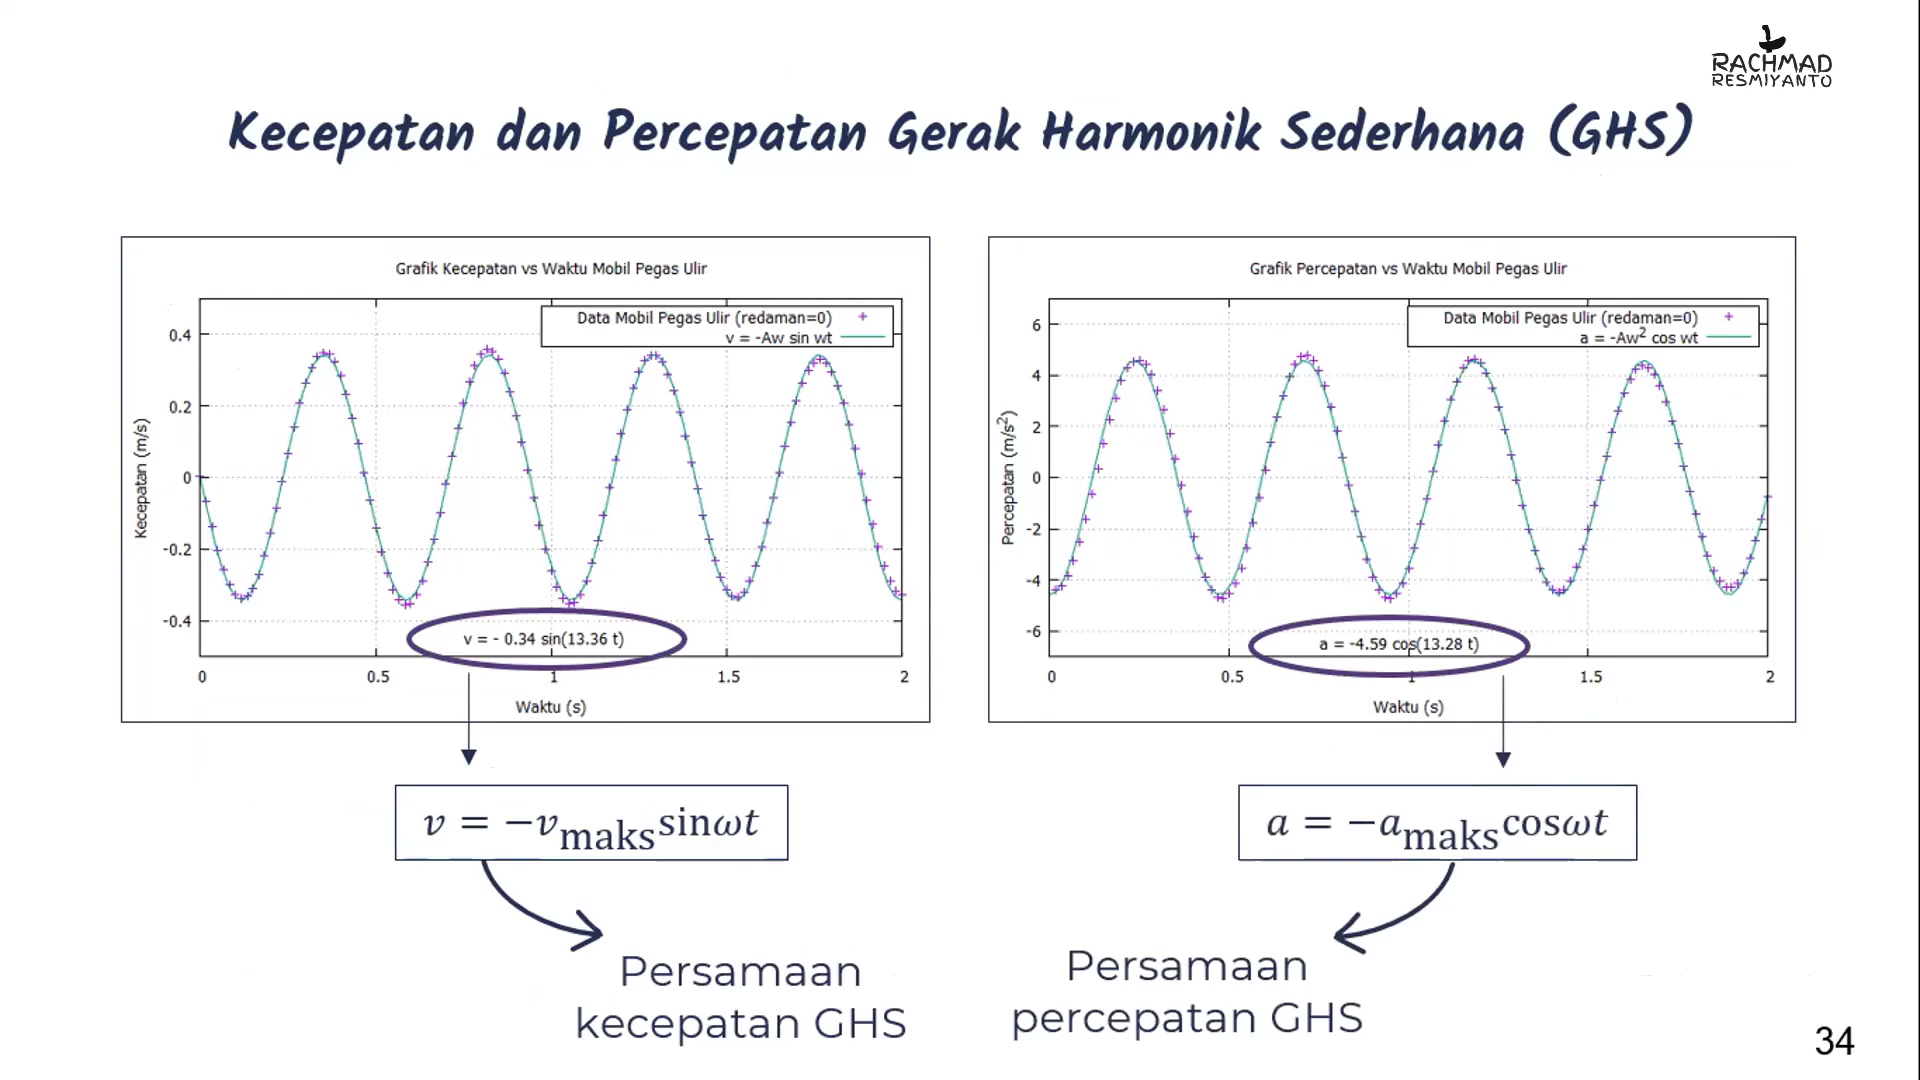 RACHMAD
RESMIYANTO
Kecepatan dan Percepatan Gerak Harmonik Sederhana (GHS)
Grafik Kecepatan vs Waktu Mobil Pegas Ulir
Data Mobil Pegas Ulir (redaman=0)
v = -Aw sin wt
Kecepatan (m/s)
0.4
0.2
0
-0.2
-0.4
v = - 0.34 sin(13.36 t)
0 0.5 1 1.5 2
Waktu (s)
Grafik Percepatan vs Waktu Mobil Pegas Ulir
Data Mobil Pegas Ulir (redaman=0)
a = -Aw² cos wt
Percepatan (m/s²)
6
4
2
0
-2
-4
-6
a = -4.59 cos(13.28 t)
0 0.5 1 1.5 2
Waktu (s)
v = −v maks sinωt
a = −a maks cosωt
Persamaan
kecepatan GHS
Persamaan
percepatan GHS
34